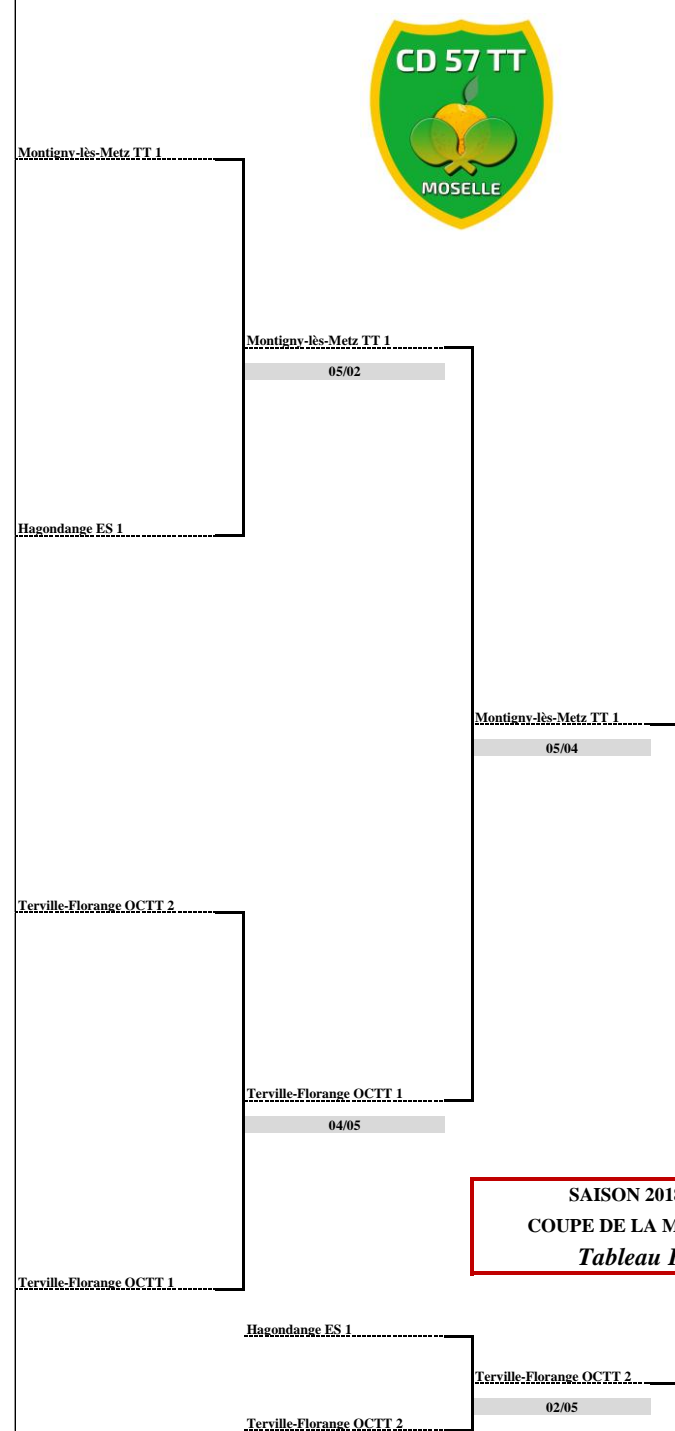 CD 57 TT
MOSELLE
Montigny-lès-Metz TT 1
Montigny-lès-Metz TT 1
05/02
Hagondange ES 1
Montigny-lès-Metz TT 1
05/04
Terville-Florange OCTT 2
Terville-Florange OCTT 1
04/05
SAISON 2018
COUPE DE LA M
Tableau
Terville-Florange OCTT 1
Hagondange ES 1
Terville-Florange OCTT 2
02/05
Terville-Florange OCTT 2